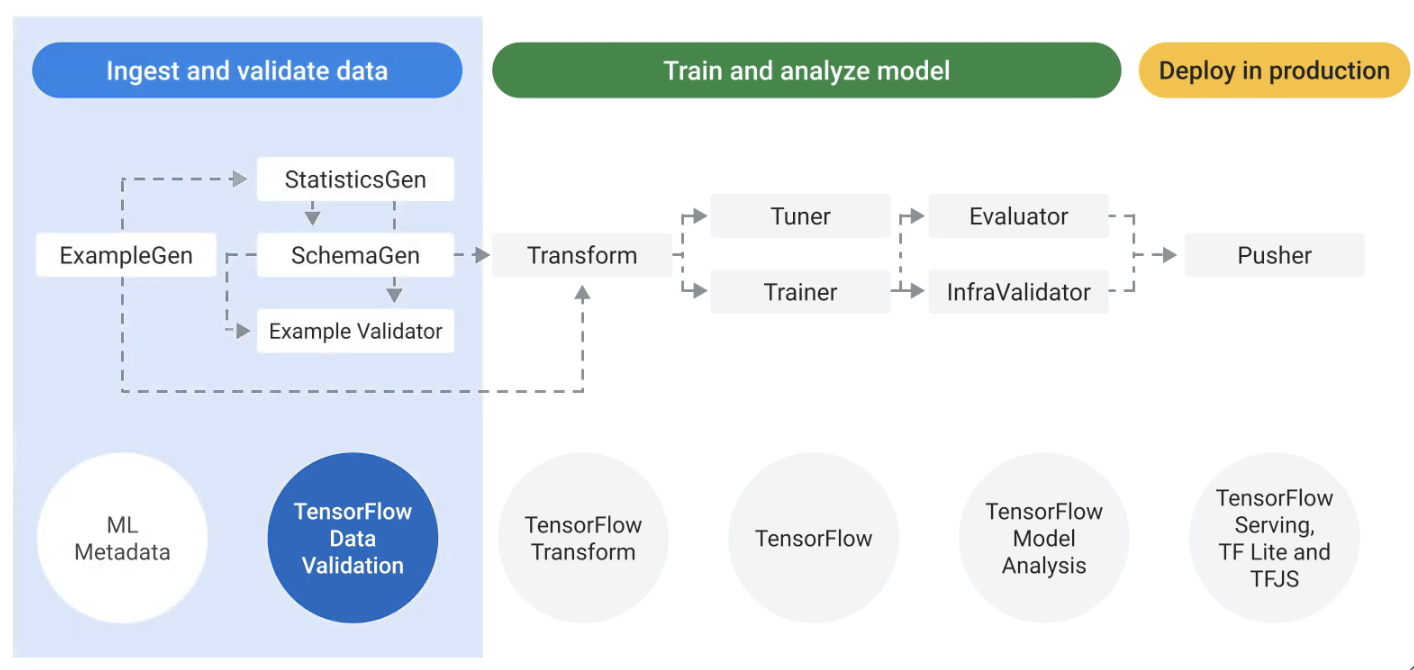 Ingest and validate data
Train and analyze model
Deploy in production
StatisticsGen
ExampleGen
SchemaGen
Example Validator
Transform
Tuner
Trainer
Evaluator
InfraValidator
Pusher
ML
Metadata
TensorFlow
Data
Validation
TensorFlow
Transform
TensorFlow
TensorFlow
Model
Analysis
TensorFlow
Serving,
TF Lite and
TFJS